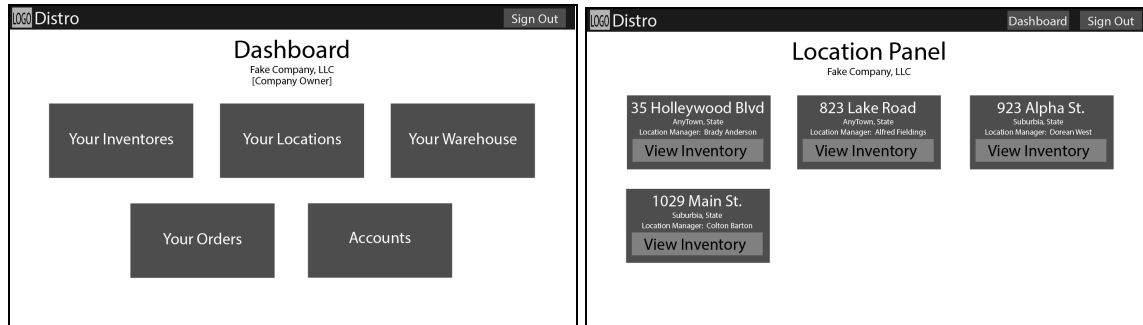 LOGO Distro Sign Out
Dashboard
Fake Company, LLC
[Company Owner]
Your Inventores Your Locations Your Warehouse
Your Orders Accounts
LOGO Distro Dashboard Sign Out
Location Panel
Fake Company, LLC
35 Holleywood Blvd
AnyTown, State
Location Manager: Brady Anderson
View Inventory
823 Lake Road
AnyTown, State
Location Manager: Alfred Fieldings
View Inventory
923 Alpha St.
Suburbia, State
Location Manager: Dorean West
View Inventory
1029 Main St.
Suburbia, State
Location Manager: Colton Barton
View Inventory